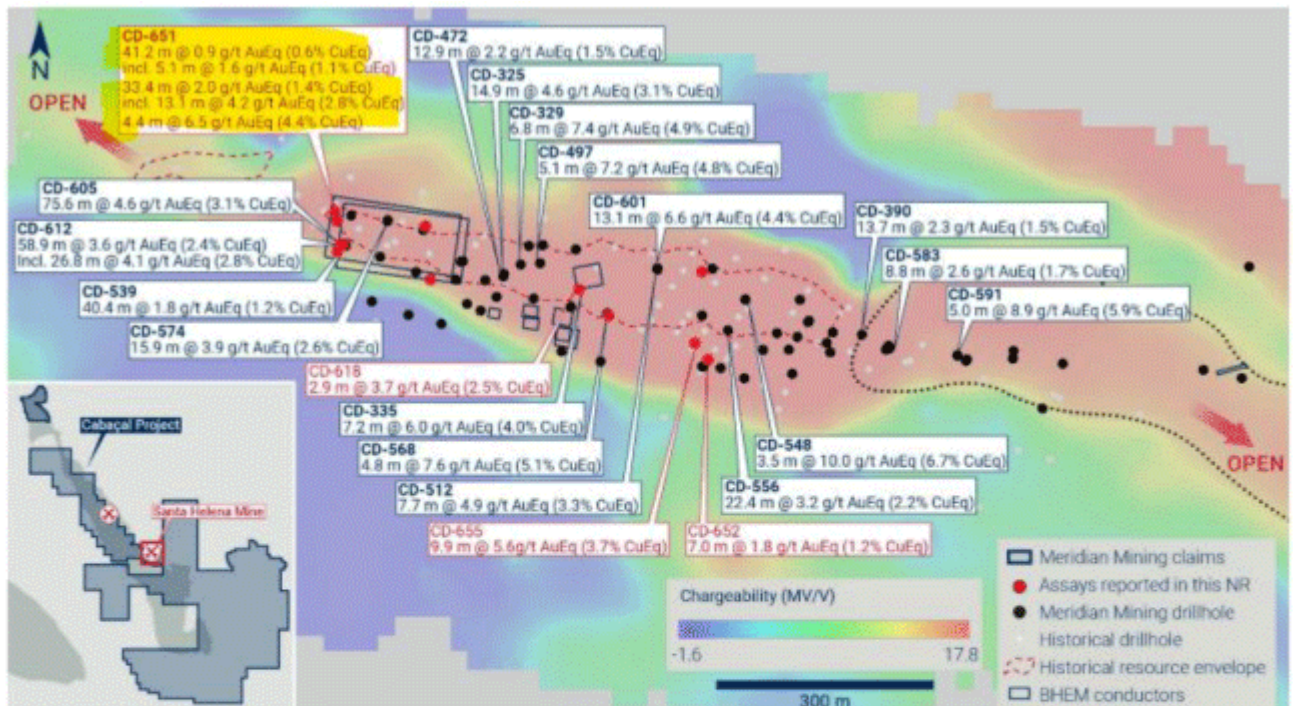 N
OPEN
CD-651
41.2 m @ 0.9 g/t AuEq (0.6% CuEq)
incl. 5.1 m @ 1.6 g/t AuEq (1.1% CuEq)
33.4 m @ 2.0 g/t AuEq (1.4% CuEq)
incl. 13.1 m @ 4.2 g/t AuEq (2.8% CuEq)
4.4 m @ 6.5 g/t AuEq (4.4% CuEq)
CD-472
12.9 m @ 2.2 g/t AuEq (1.5% CuEq)
CD-325
14.9 m @ 4.6 g/t AuEq (3.1% CuEq)
CD-329
6.8 m @ 7.4 g/t AuEq (4.9% CuEq)
CD-497
5.1 m @ 7.2 g/t AuEq (4.8% CuEq)
CD-605
75.6 m @ 4.6 g/t AuEq (3.1% CuEq)
CD-612
58.9 m @ 3.6 g/t AuEq (2.4% CuEq)
Incl. 26.8 m @ 4.1 g/t AuEq (2.8% CuEq)
CD-539
40.4 m @ 1.8 g/t AuEq (1.2% CuEq)
CD-574
15.9 m @ 3.9 g/t AuEq (2.6% CuEq)
CD-601
13.1 m @ 6.6 g/t AuEq (4.4% CuEq)
CD-390
13.7 m @ 2.3 g/t AuEq (1.5% CuEq)
CD-583
8.8 m @ 2.6 g/t AuEq (1.7% CuEq)
CD-591
5.0 m @ 8.9 g/t AuEq (5.9% CuEq)
CD-618
2.9 m @ 3.7 g/t AuEq (2.5% CuEq)
CD-335
7.2 m @ 6.0 g/t AuEq (4.0% CuEq)
CD-568
4.8 m @ 7.6 g/t AuEq (5.1% CuEq)
CD-512
7.7 m @ 4.9 g/t AuEq (3.3% CuEq)
CD-655
9.9 m @ 5.6g/t AuEq (3.7% CuEq)
CD-548
3.5 m @ 10.0 g/t AuEq (6.7% CuEq)
CD-556
22.4 m @ 3.2 g/t AuEq (2.2% CuEq)
CD-652
7.0 m @ 1.8 g/t AuEq (1.2% CuEq)
OPEN
Cabaçal Project
Santa Helena Mine
Chargeability (MV/V)
-1.6 17.8
300 m
Meridian Mining claims
Assays reported in this NR
Meridian Mining drillhole
Historical drillhole
Historical resource envelope
BHEM conductors